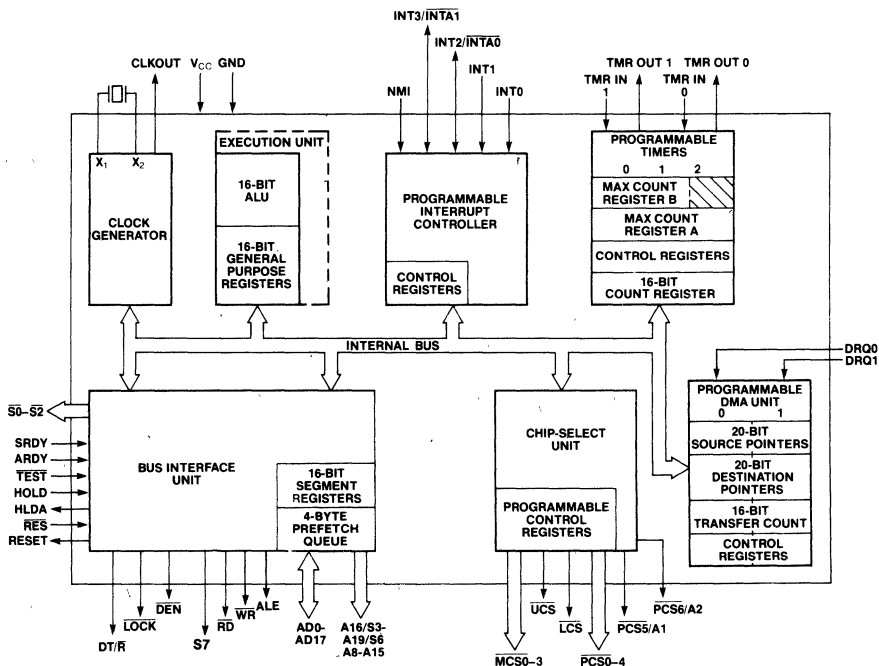 INT3/INTA1
INT2/INTA0
CLKOUT VCC GND
INT1
TMR OUT 1 TMR OUT 0
TMR IN 1
TMR IN 0
NMI
INT0
X1 X2
CLOCK
GENERATOR
EXECUTION UNIT
16-BIT
ALU
16-BIT
GENERAL
PURPOSE
REGISTERS
PROGRAMMABLE
INTERRUPT
CONTROLLER
CONTROL
REGISTERS
PROGRAMMABLE
TIMERS
0 1 2
MAX COUNT
REGISTER B
MAX COUNT
REGISTER A
CONTROL REGISTERS
16-BIT
COUNT REGISTER
INTERNAL BUS
DRQ0
DRQ1
PROGRAMMABLE
DMA UNIT
0 1
20-BIT
SOURCE POINTERS
20-BIT
DESTINATION
POINTERS
16-BIT
TRANSFER COUNT
CONTROL
REGISTERS
S0-S2
SRDY
ARDY
TEST
HOLD
HLDA
RES
RESET
BUS INTERFACE
UNIT
16-BIT
SEGMENT
REGISTERS
4-BYTE
PREFETCH
QUEUE
CHIP-SELECT
UNIT
PROGRAMMABLE
CONTROL
REGISTERS
DT/R
LOCK
DEN
S7
RD
WR
ALE
AD0-
AD17
A16/S3-
A19/S6
A8-A15
MCS0-3
UCS
LCS
PCS0-4
PCS5/A1
PCS6/A2